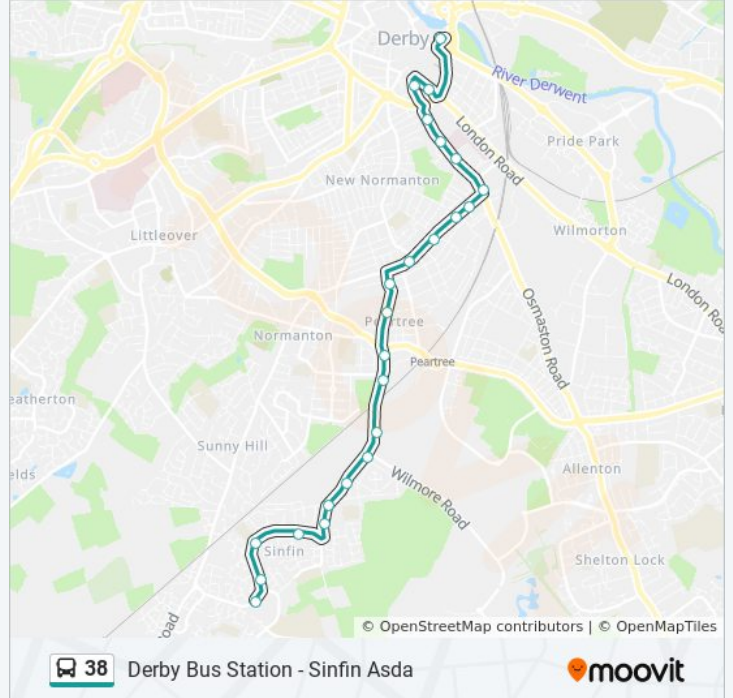 Derby
River Derwent
London Road
Pride Park
New Normanton
Littleover
Wilmorton
London Roa
Osmaston Road
Peartree
Normanton
Peartree
eatherton
Sunny Hill
elds
Allenton
Wilmore Road
Sinfin
Shelton Lock
oad
© OpenStreetMap contributors | © OpenMapTiles
38 Derby Bus Station - Sinfin Asda
moovit